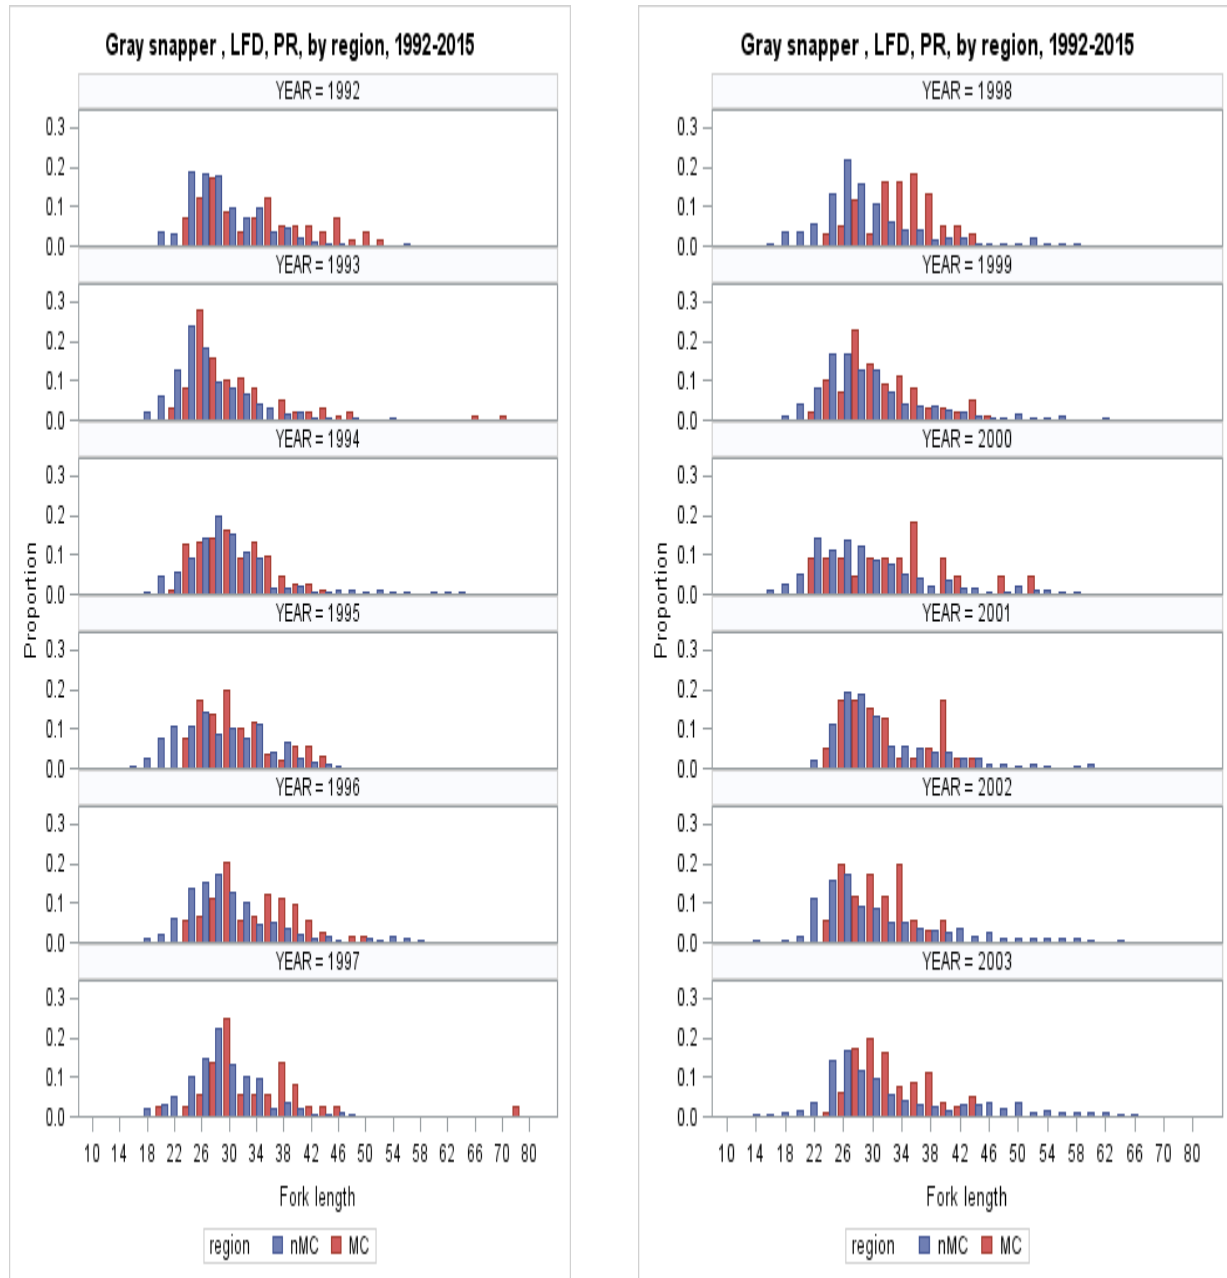 Gray snapper , LFD, PR, by region, 1992-2015
YEAR = 1992
0.3
0.2
0.1
0.0
YEAR = 1993
0.3
0.2
0.1
0.0
YEAR = 1994
0.3
0.2
0.1
0.0
YEAR = 1995
0.3
0.2
0.1
0.0
YEAR = 1996
0.3
0.2
0.1
0.0
YEAR = 1997
0.3
0.2
0.1
0.0
Proportion
10 14 18 22 26 30 34 38 42 46 50 54 58 62 66 70 80
Fork length
region nMC MC
Gray snapper , LFD, PR, by region, 1992-2015
YEAR = 1998
0.3
0.2
0.1
0.0
YEAR = 1999
0.3
0.2
0.1
0.0
YEAR = 2000
0.3
0.2
0.1
0.0
YEAR = 2001
0.3
0.2
0.1
0.0
YEAR = 2002
0.3
0.2
0.1
0.0
YEAR = 2003
0.3
0.2
0.1
0.0
Proportion
10 14 18 22 26 30 34 38 42 46 50 54 58 62 66 70 80
Fork length
region nMC MC